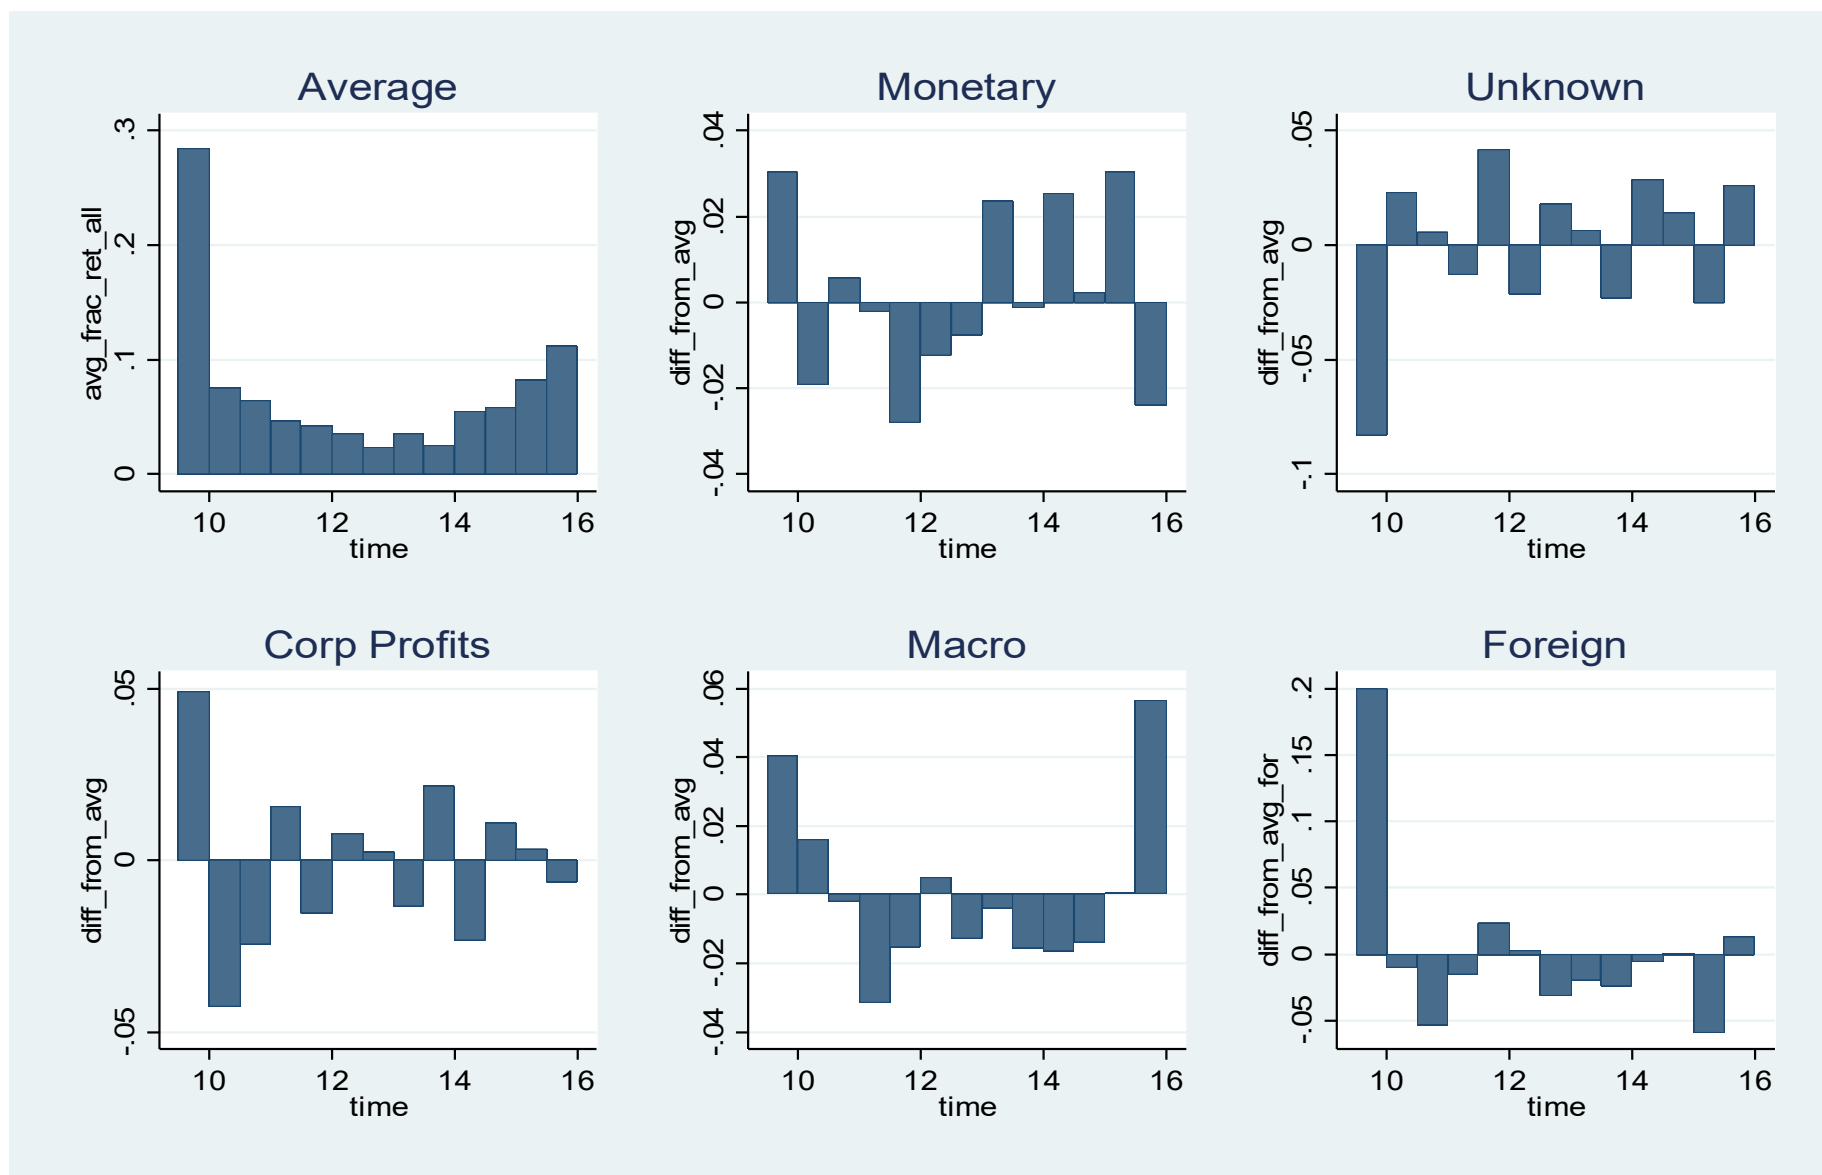 Average
avg_frac_ret_all
.3
.2
.1
0
10 12 14 16
time
Monetary
diff_from_avg
.04
.02
0
-.02
-.04
10 12 14 16
time
Unknown
diff_from_avg
.05
0
-.05
-.1
10 12 14 16
time
Corp Profits
diff_from_avg
.05
0
-.05
10 12 14 16
time
Macro
diff_from_avg
.06
.04
.02
0
-.02
-.04
10 12 14 16
time
Foreign
diff_from_avg_for
.2
.15
.1
.05
0
-.05
10 12 14 16
time